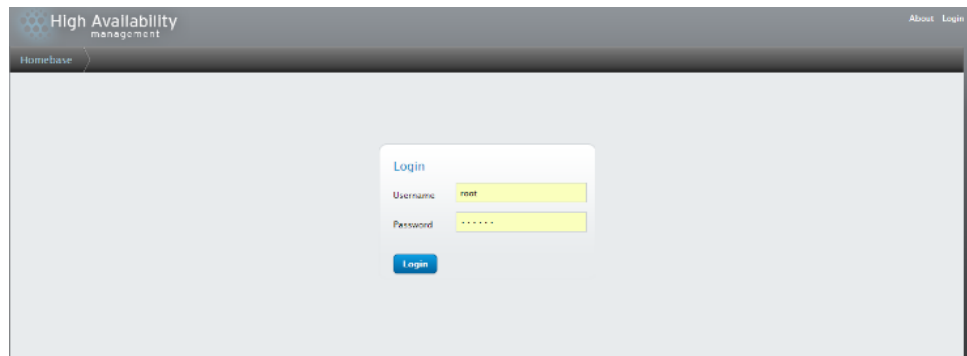 High Availability
management
About Login
Homebase
Login
Username root
Password ······
Login